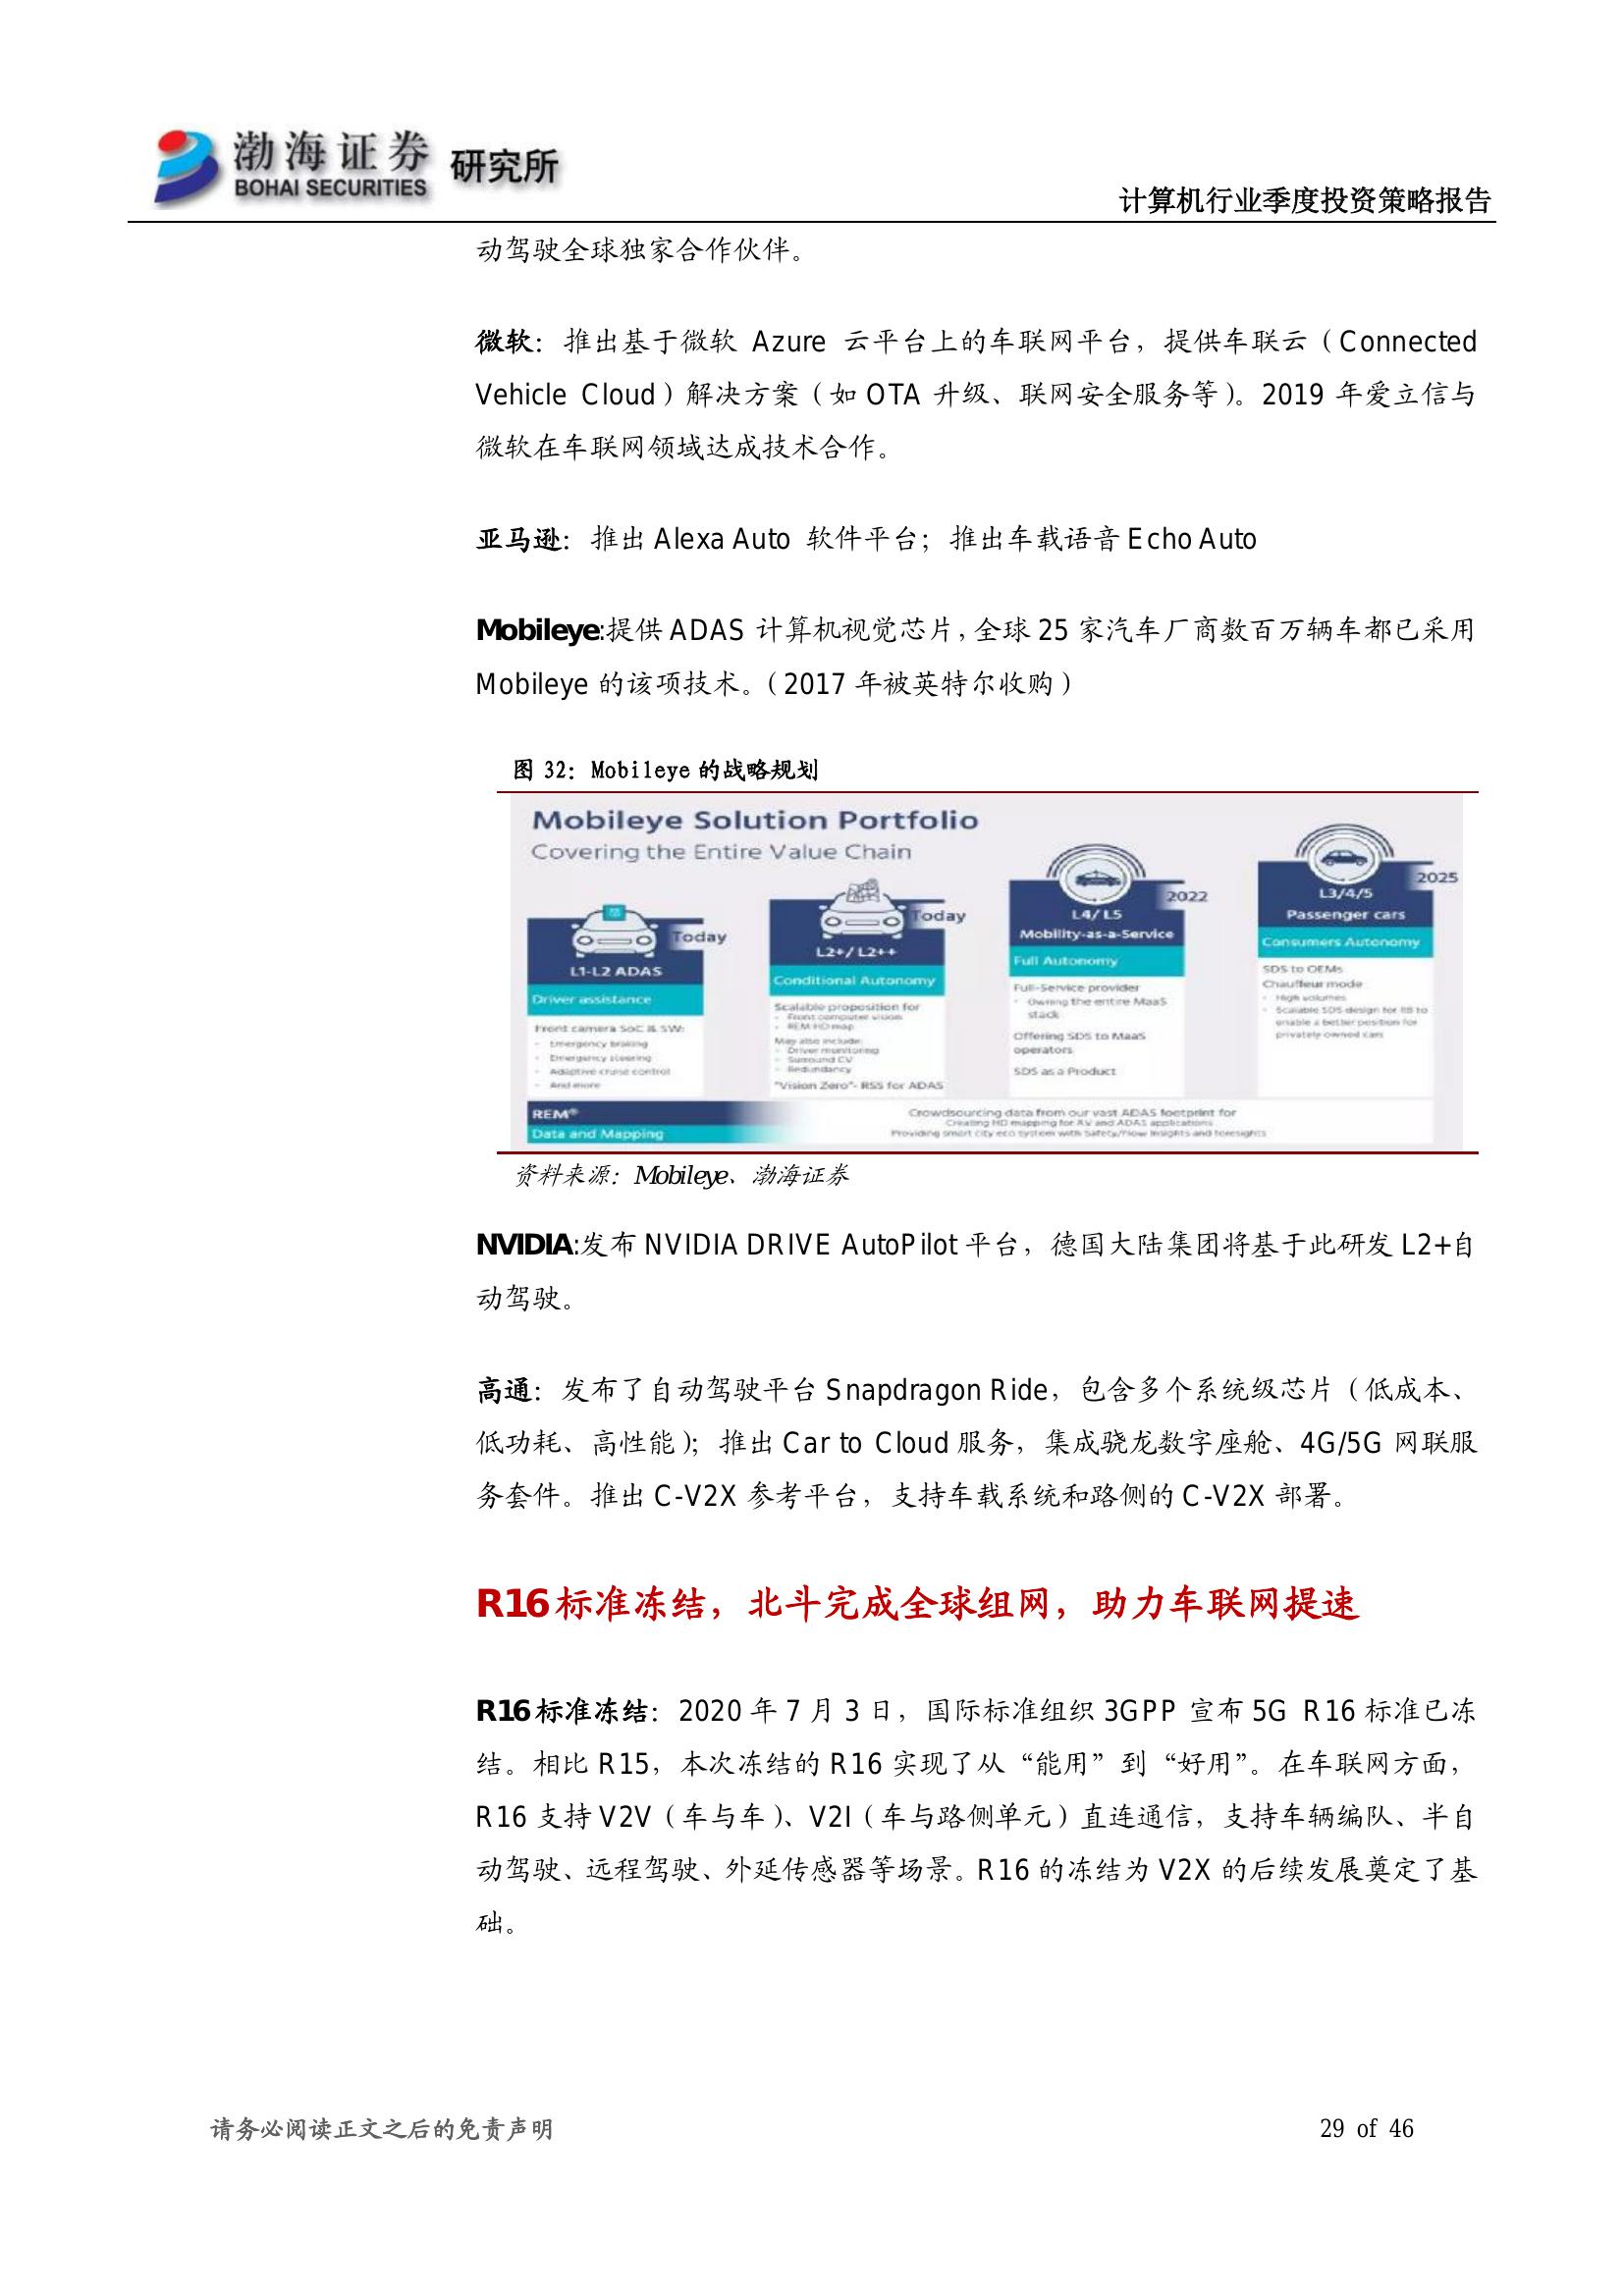 渤海证券 研究所
BOHAI SECURITIES
计算机行业季度投资策略报告
动驾驶全球独家合作伙伴。
微软：推出基于微软 Azure 云平台上的车联网平台，提供车联云（Connected
Vehicle Cloud）解决方案（如 OTA 升级、联网安全服务等）。2019 年爱立信与
微软在车联网领域达成技术合作。
亚马逊：推出 Alexa Auto 软件平台；推出车载语音 Echo Auto
Mobileye:提供 ADAS 计算机视觉芯片，全球 25 家汽车厂商数百万辆车都已采用
Mobileye 的该项技术。（2017 年被英特尔收购）
图 32：Mobileye 的战略规划
Mobileye Solution Portfolio
Covering the Entire Value Chain
Today
L1-L2 ADAS
Driver assistance
Front camera SoC & SW:
- Emergency braking
- Emergency steering
- Adaptive cruise control
- And more
Today
L2+/ L2++
Conditional Autonomy
Scalable proposition for
- Front computer vision
- REM HD map
May also include:
- Driver monitoring
- Surround CV
- Redundancy
"Vision Zero"- RSS for ADAS
2022
L4/ L5
Mobility-as-a-Service
Full Autonomy
Full-Service provider
- Owning the entire MaaS
stack
Offering SDS to MaaS
operators
SDS as a Product
2025
L3/4/5
Passenger cars
Consumers Autonomy
SDS to OEMs
Chauffeur mode
- High volumes
- Scalable SDS design for to
enable a better position for
privately owned cars
REM®
Data and Mapping
Crowdsourcing data from our vast ADAS footprint for
Creating HD mapping for AV and ADAS applications
Providing smart city eco system with Safety/Flow Insights and foresights
资料来源：Mobileye、渤海证券
NVIDIA:发布 NVIDIA DRIVE AutoPilot 平台，德国大陆集团将基于此研发 L2+自
动驾驶。
高通：发布了自动驾驶平台 Snapdragon Ride，包含多个系统级芯片（低成本、
低功耗、高性能）；推出 Car to Cloud 服务，集成骁龙数字座舱、4G/5G 网联服
务套件。推出 C-V2X 参考平台，支持车载系统和路侧的 C-V2X 部署。
R16标准冻结，北斗完成全球组网，助力车联网提速
R16标准冻结：2020 年 7 月 3 日，国际标准组织 3GPP 宣布 5G R16 标准已冻
结。相比 R15，本次冻结的 R16 实现了从“能用”到“好用”。在车联网方面，
R16 支持 V2V（车与车）、V2I（车与路侧单元）直连通信，支持车辆编队、半自
动驾驶、远程驾驶、外延传感器等场景。R16 的冻结为 V2X 的后续发展奠定了基
础。
请务必阅读正文之后的免责声明
29 of 46